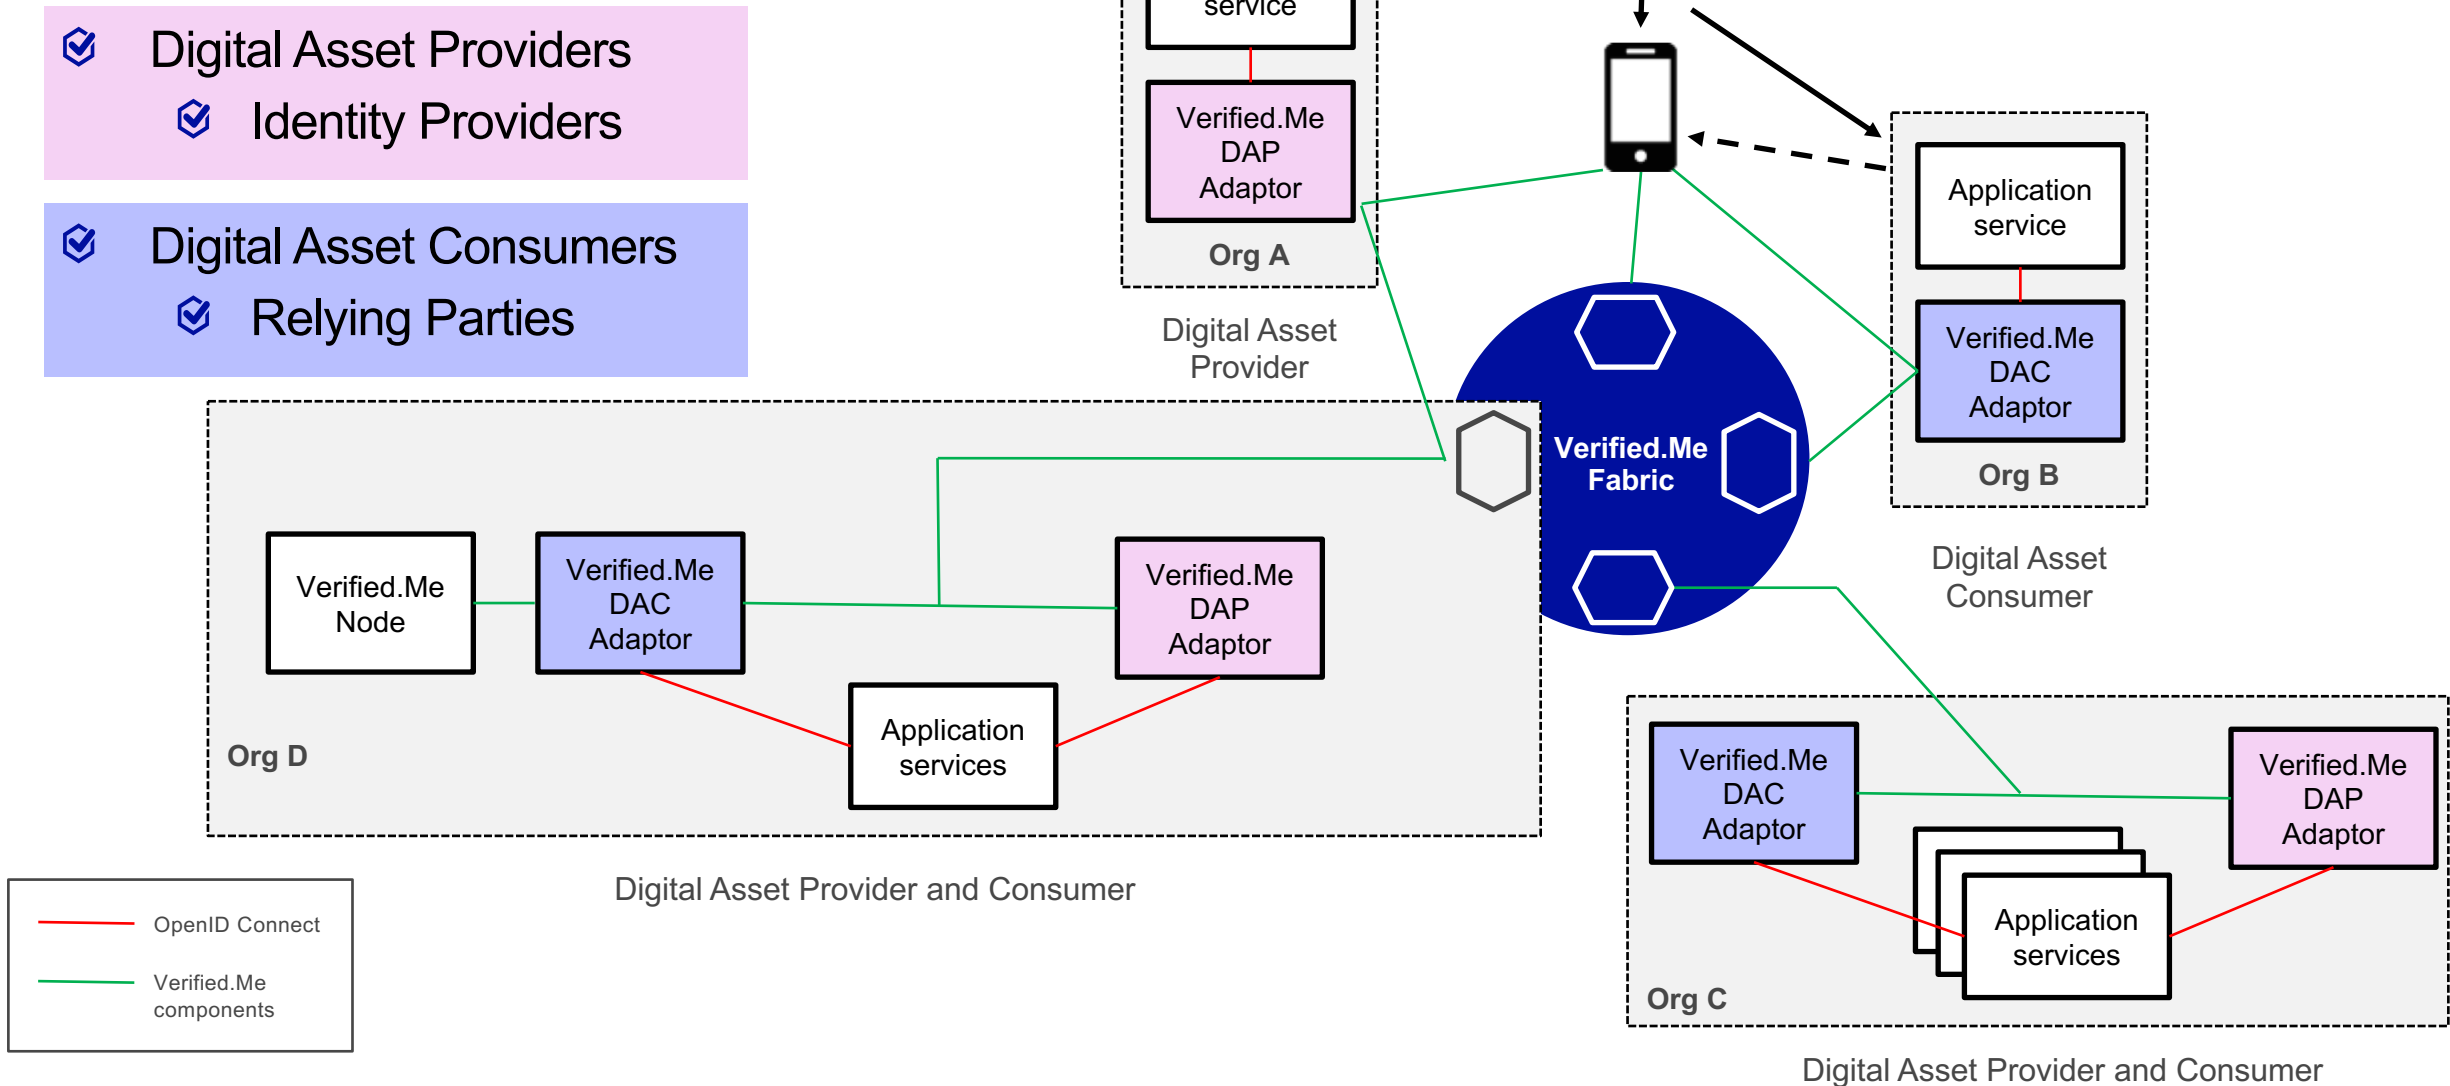 Digital Asset Providers
Identity Providers
Digital Asset Consumers
Relying Parties
service
Verified.Me
DAP
Adaptor
Org A
Digital Asset
Provider
Application
service
Verified.Me
DAC
Adaptor
Org B
Digital Asset
Consumer
Verified.Me
Fabric
Verified.Me
Node
Verified.Me
DAC
Adaptor
Verified.Me
DAP
Adaptor
Application
services
Org D
Digital Asset Provider and Consumer
Verified.Me
DAC
Adaptor
Verified.Me
DAP
Adaptor
Application
services
Org C
Digital Asset Provider and Consumer
OpenID Connect
Verified.Me
components